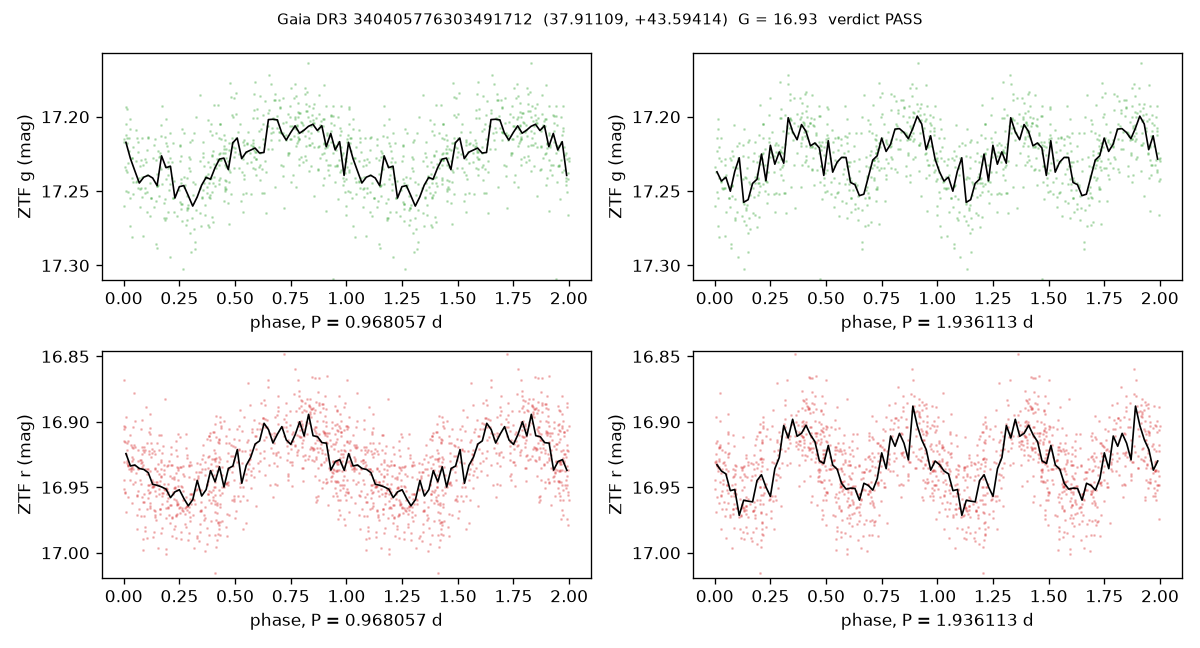 Gaia DR3 340405776303491712  (37.91109, +43.59414)  G = 16.93  verdict PASS
ZTF g (mag)
17.20
17.25
17.30
0.00 0.25 0.50 0.75 1.00 1.25 1.50 1.75 2.00
phase, P = 0.968057 d
ZTF g (mag)
17.20
17.25
17.30
0.00 0.25 0.50 0.75 1.00 1.25 1.50 1.75 2.00
phase, P = 1.936113 d
ZTF r (mag)
16.85
16.90
16.95
17.00
0.00 0.25 0.50 0.75 1.00 1.25 1.50 1.75 2.00
phase, P = 0.968057 d
ZTF r (mag)
16.85
16.90
16.95
17.00
0.00 0.25 0.50 0.75 1.00 1.25 1.50 1.75 2.00
phase, P = 1.936113 d